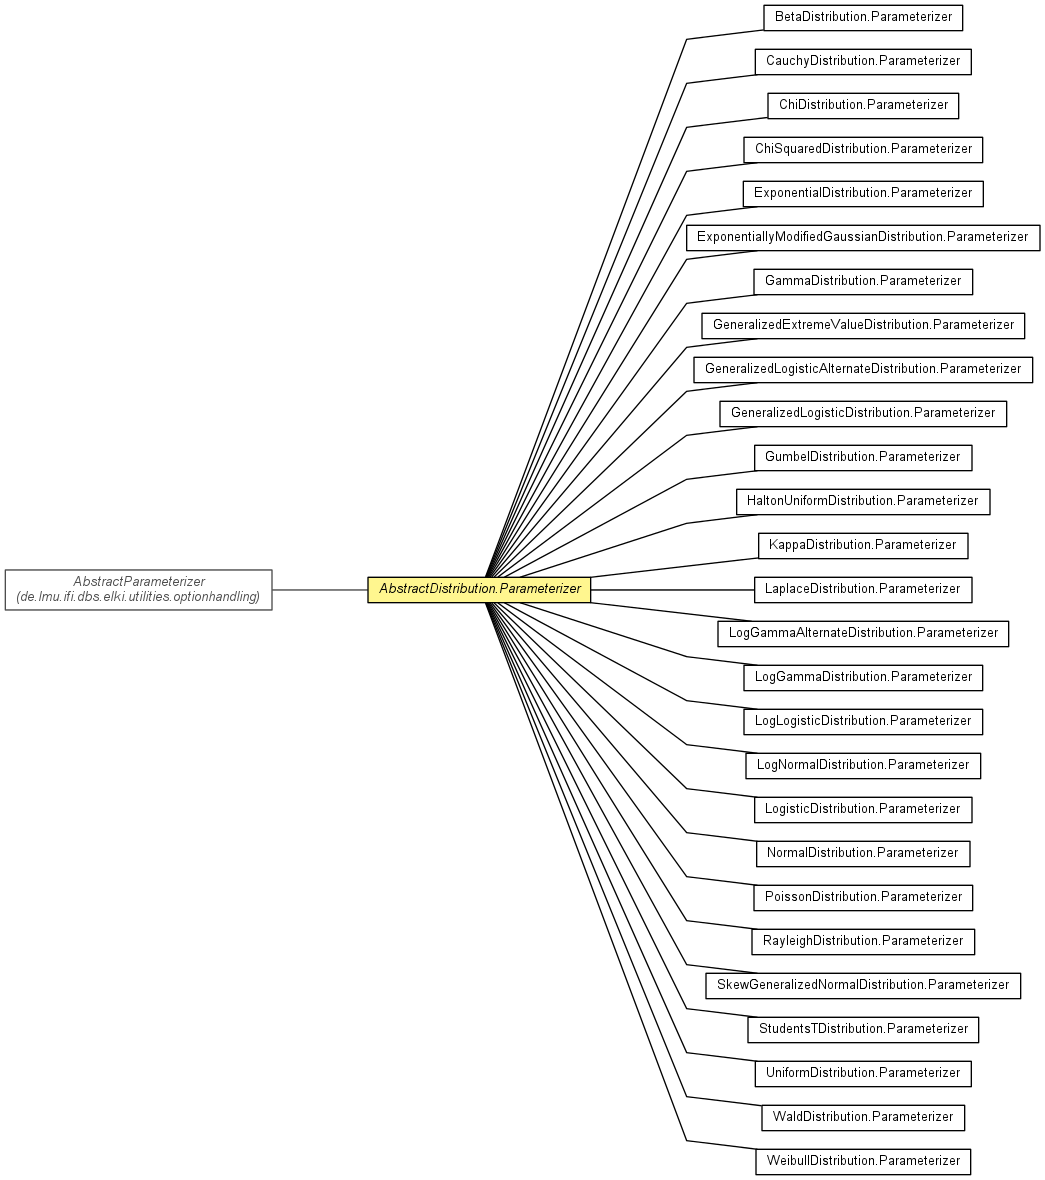 BetaDistribution.Parameterizer
CauchyDistribution.Parameterizer
ChiDistribution.Parameterizer
ChiSquaredDistribution.Parameterizer
ExponentialDistribution.Parameterizer
ExponentiallyModifiedGaussianDistribution.Parameterizer
GammaDistribution.Parameterizer
GeneralizedExtremeValueDistribution.Parameterizer
GeneralizedLogisticAlternateDistribution.Parameterizer
GeneralizedLogisticDistribution.Parameterizer
GumbelDistribution.Parameterizer
HaltonUniformDistribution.Parameterizer
KappaDistribution.Parameterizer
AbstractParameterizer
(de.lmu.ifi.dbs.elki.utilities.optionhandling)
AbstractDistribution.Parameterizer
LaplaceDistribution.Parameterizer
LogGammaAlternateDistribution.Parameterizer
LogGammaDistribution.Parameterizer
LogLogisticDistribution.Parameterizer
LogNormalDistribution.Parameterizer
LogisticDistribution.Parameterizer
NormalDistribution.Parameterizer
PoissonDistribution.Parameterizer
RayleighDistribution.Parameterizer
SkewGeneralizedNormalDistribution.Parameterizer
StudentsTDistribution.Parameterizer
UniformDistribution.Parameterizer
WaldDistribution.Parameterizer
WeibullDistribution.Parameterizer